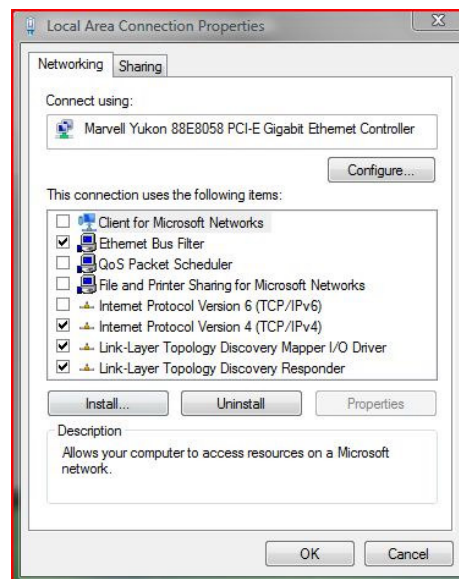 Local Area Connection Properties
Networking
Sharing
Connect using:
Marvell Yukon 88E8058 PCI-E Gigabit Ethernet Controller
Configure...
This connection uses the following items:
Client for Microsoft Networks
Ethernet Bus Filter
QoS Packet Scheduler
File and Printer Sharing for Microsoft Networks
Internet Protocol Version 6 (TCP/IPv6)
Internet Protocol Version 4 (TCP/IPv4)
Link-Layer Topology Discovery Mapper I/O Driver
Link-Layer Topology Discovery Responder
Install...
Uninstall
Properties
Description
Allows your computer to access resources on a Microsoft
network.
OK
Cancel